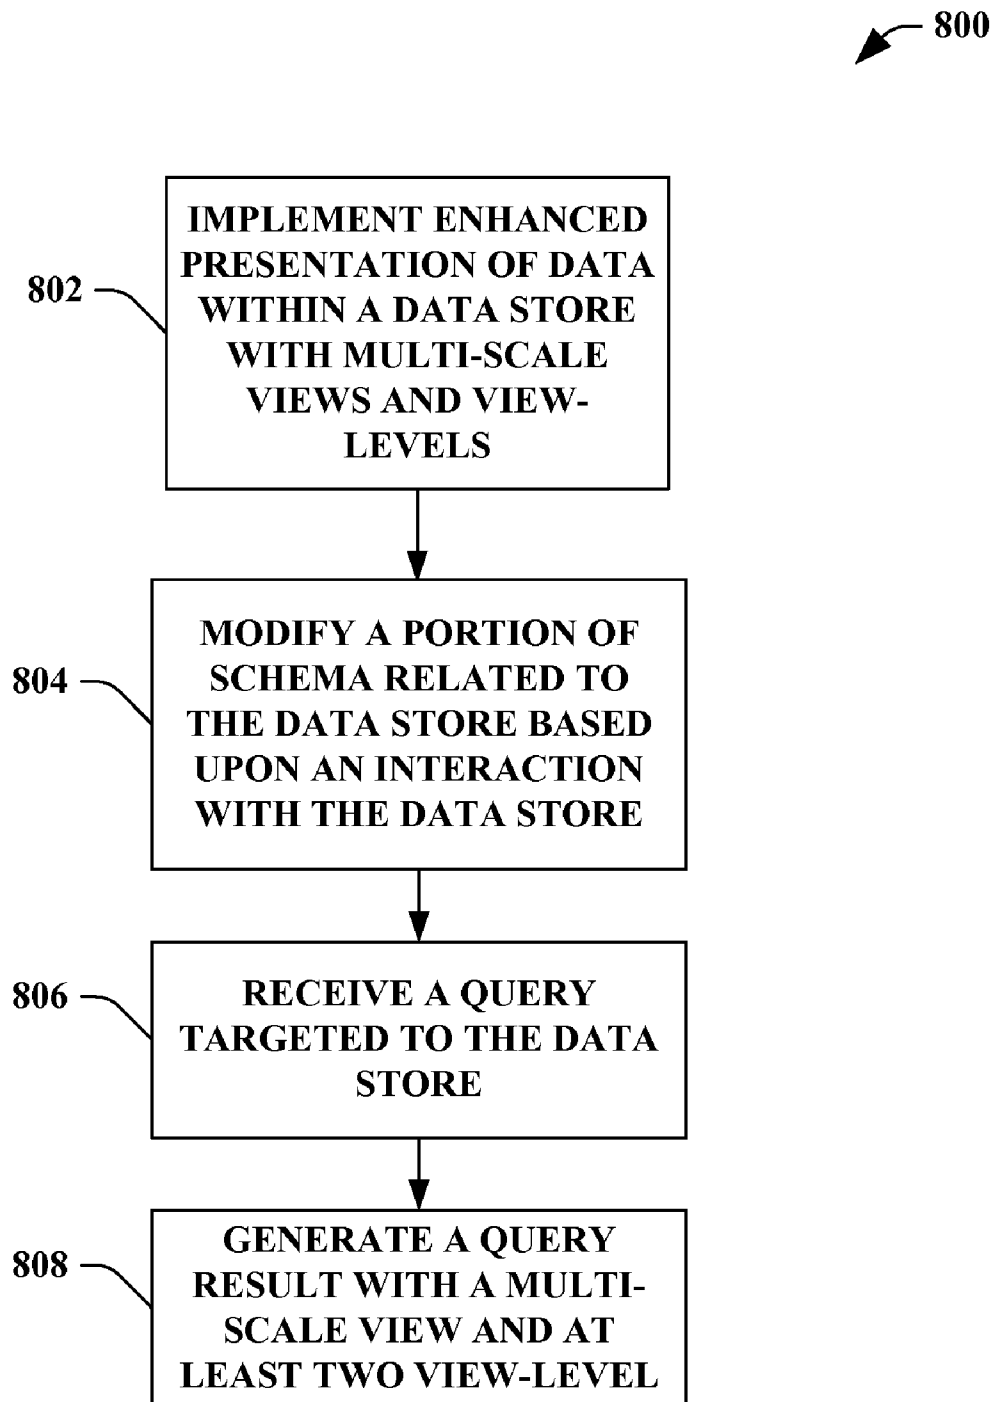 800
802
IMPLEMENT ENHANCED
PRESENTATION OF DATA
WITHIN A DATA STORE
WITH MULTI-SCALE
VIEWS AND VIEW-
LEVELS
804
MODIFY A PORTION OF
SCHEMA RELATED TO
THE DATA STORE BASED
UPON AN INTERACTION
WITH THE DATA STORE
806
RECEIVE A QUERY
TARGETED TO THE DATA
STORE
808
GENERATE A QUERY
RESULT WITH A MULTI-
SCALE VIEW AND AT
LEAST TWO VIEW-LEVEL